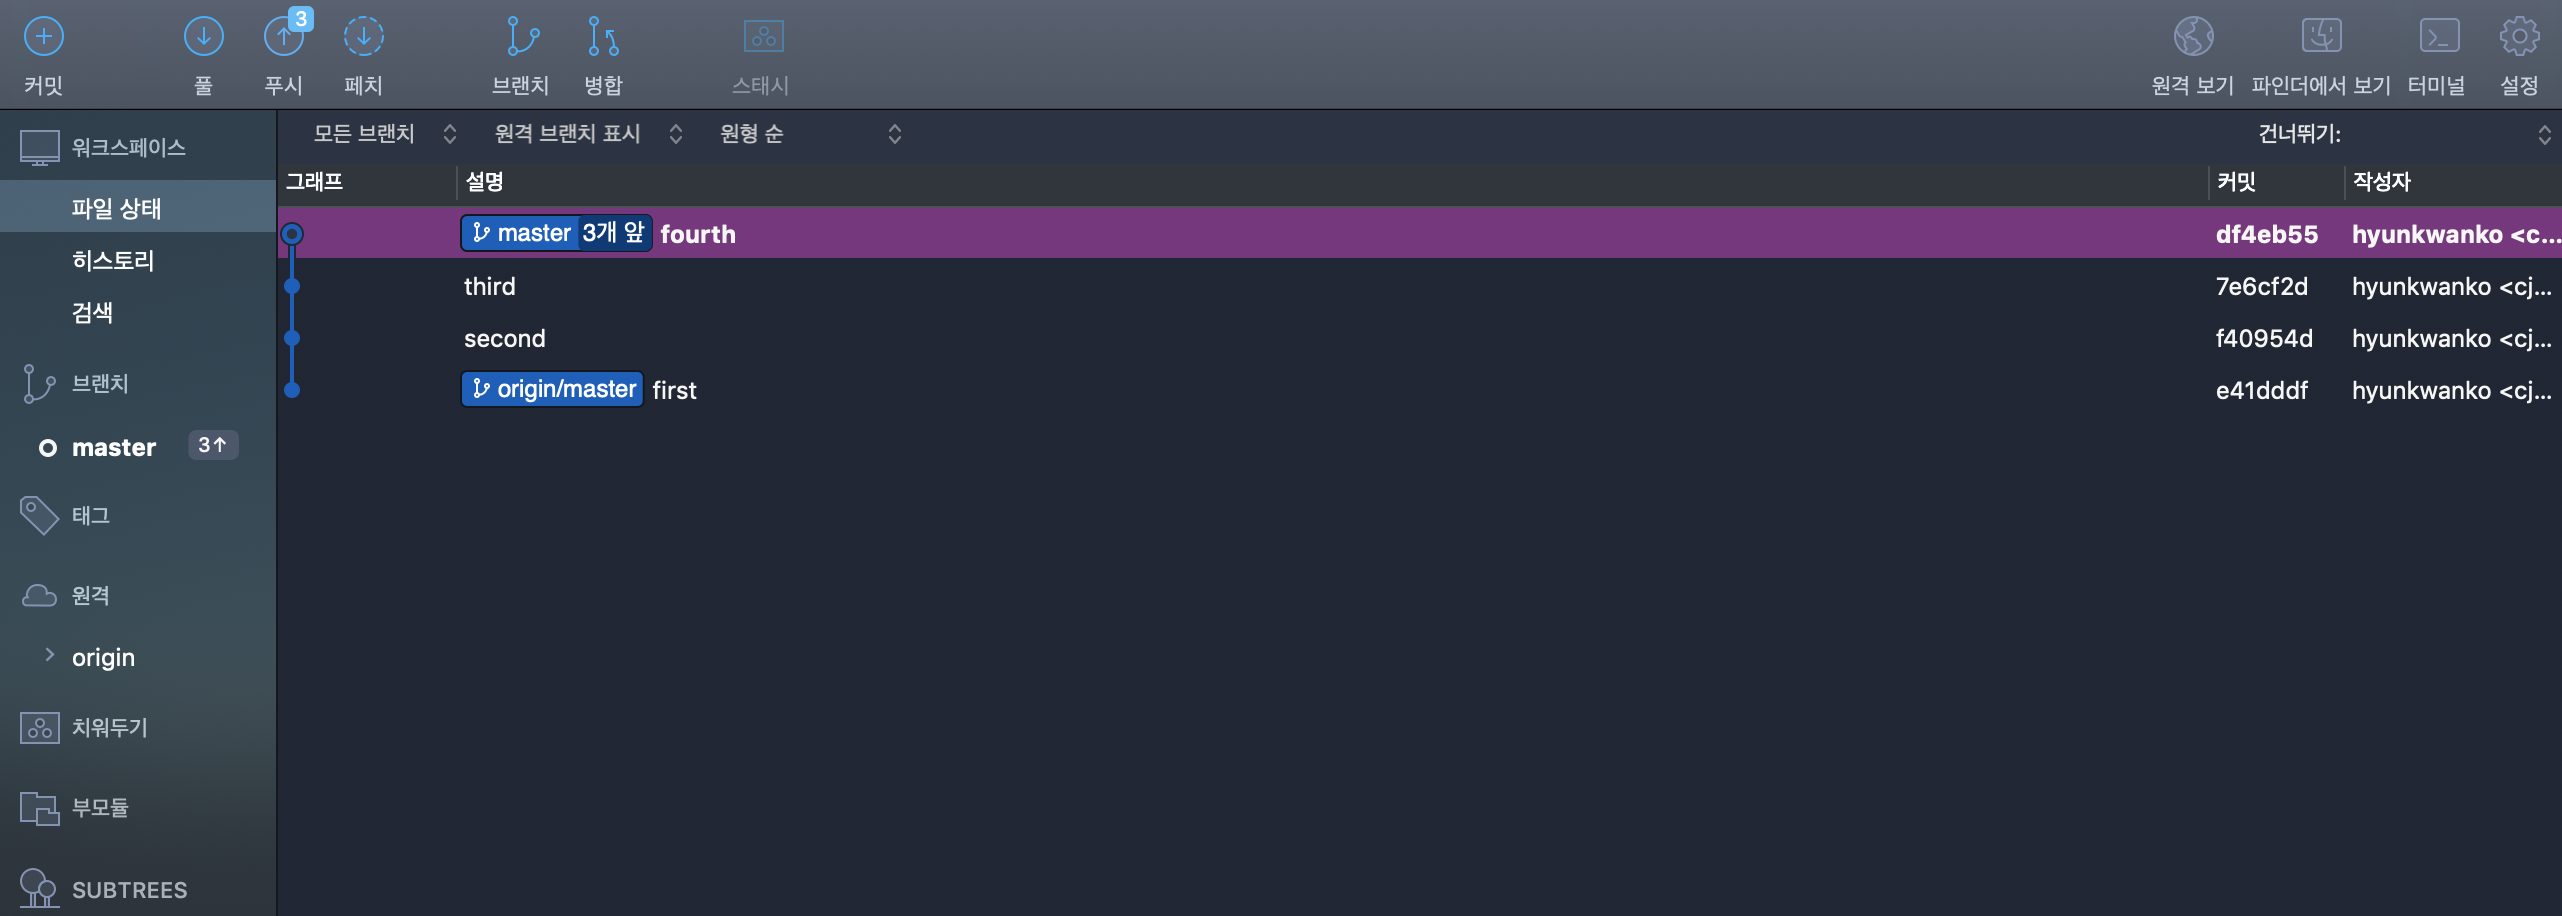 3
커밋 풀 푸시 페치 브랜치 병합 스태시 원격 보기 파인더에서 보기 터미널 설정
워크스페이스
파일 상태
히스토리
검색
브랜치
master 3↑
태그
원격
origin
치워두기
부모듈
SUBTREES
모든 브랜치 원격 브랜치 표시 원형 순 건너뛰기:
그래프 설명 커밋 작성자
master 3개 앞 fourth df4eb55 hyunkwanko <c...
third 7e6cf2d hyunkwanko <cj...
second f40954d hyunkwanko <cj...
origin/master first e41dddf hyunkwanko <cj...